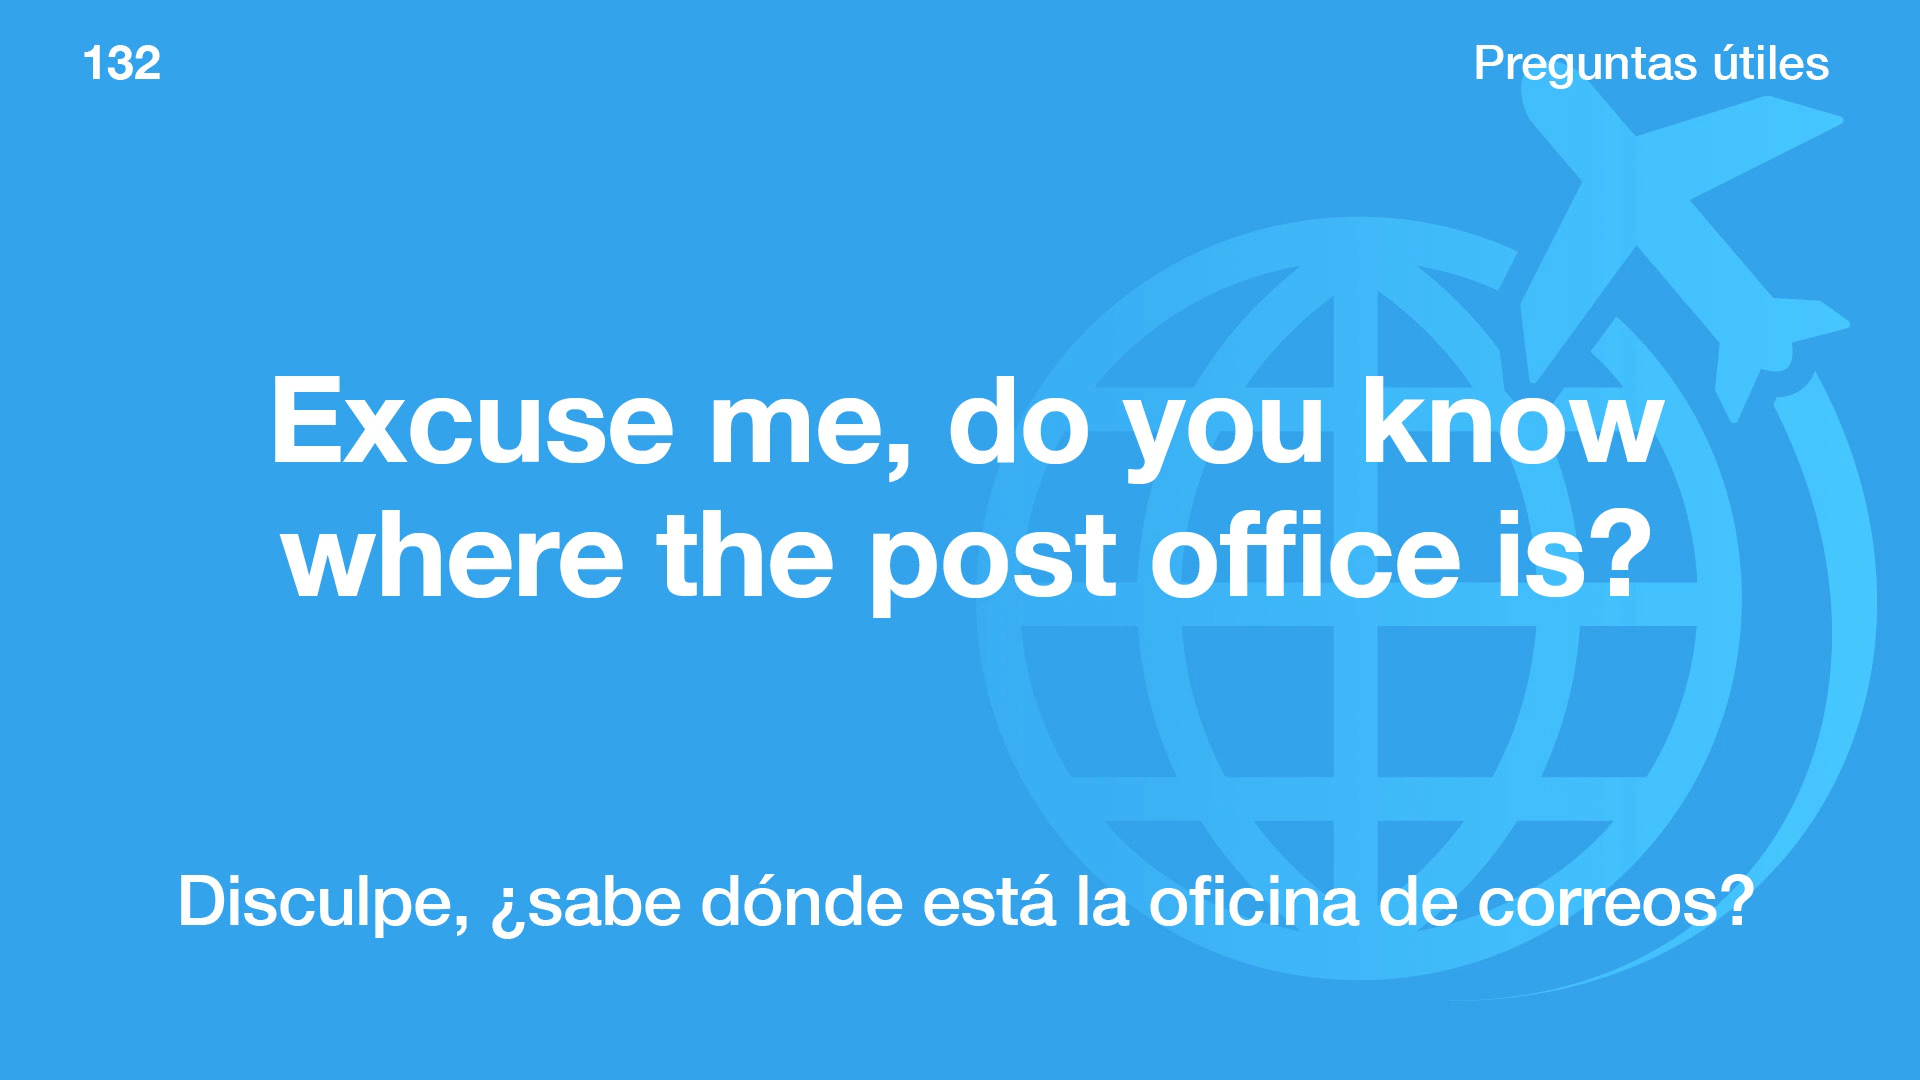 132
Preguntas útiles
Excuse me, do you know
where the post office is?
Disculpe, ¿sabe dónde está la oficina de correos?